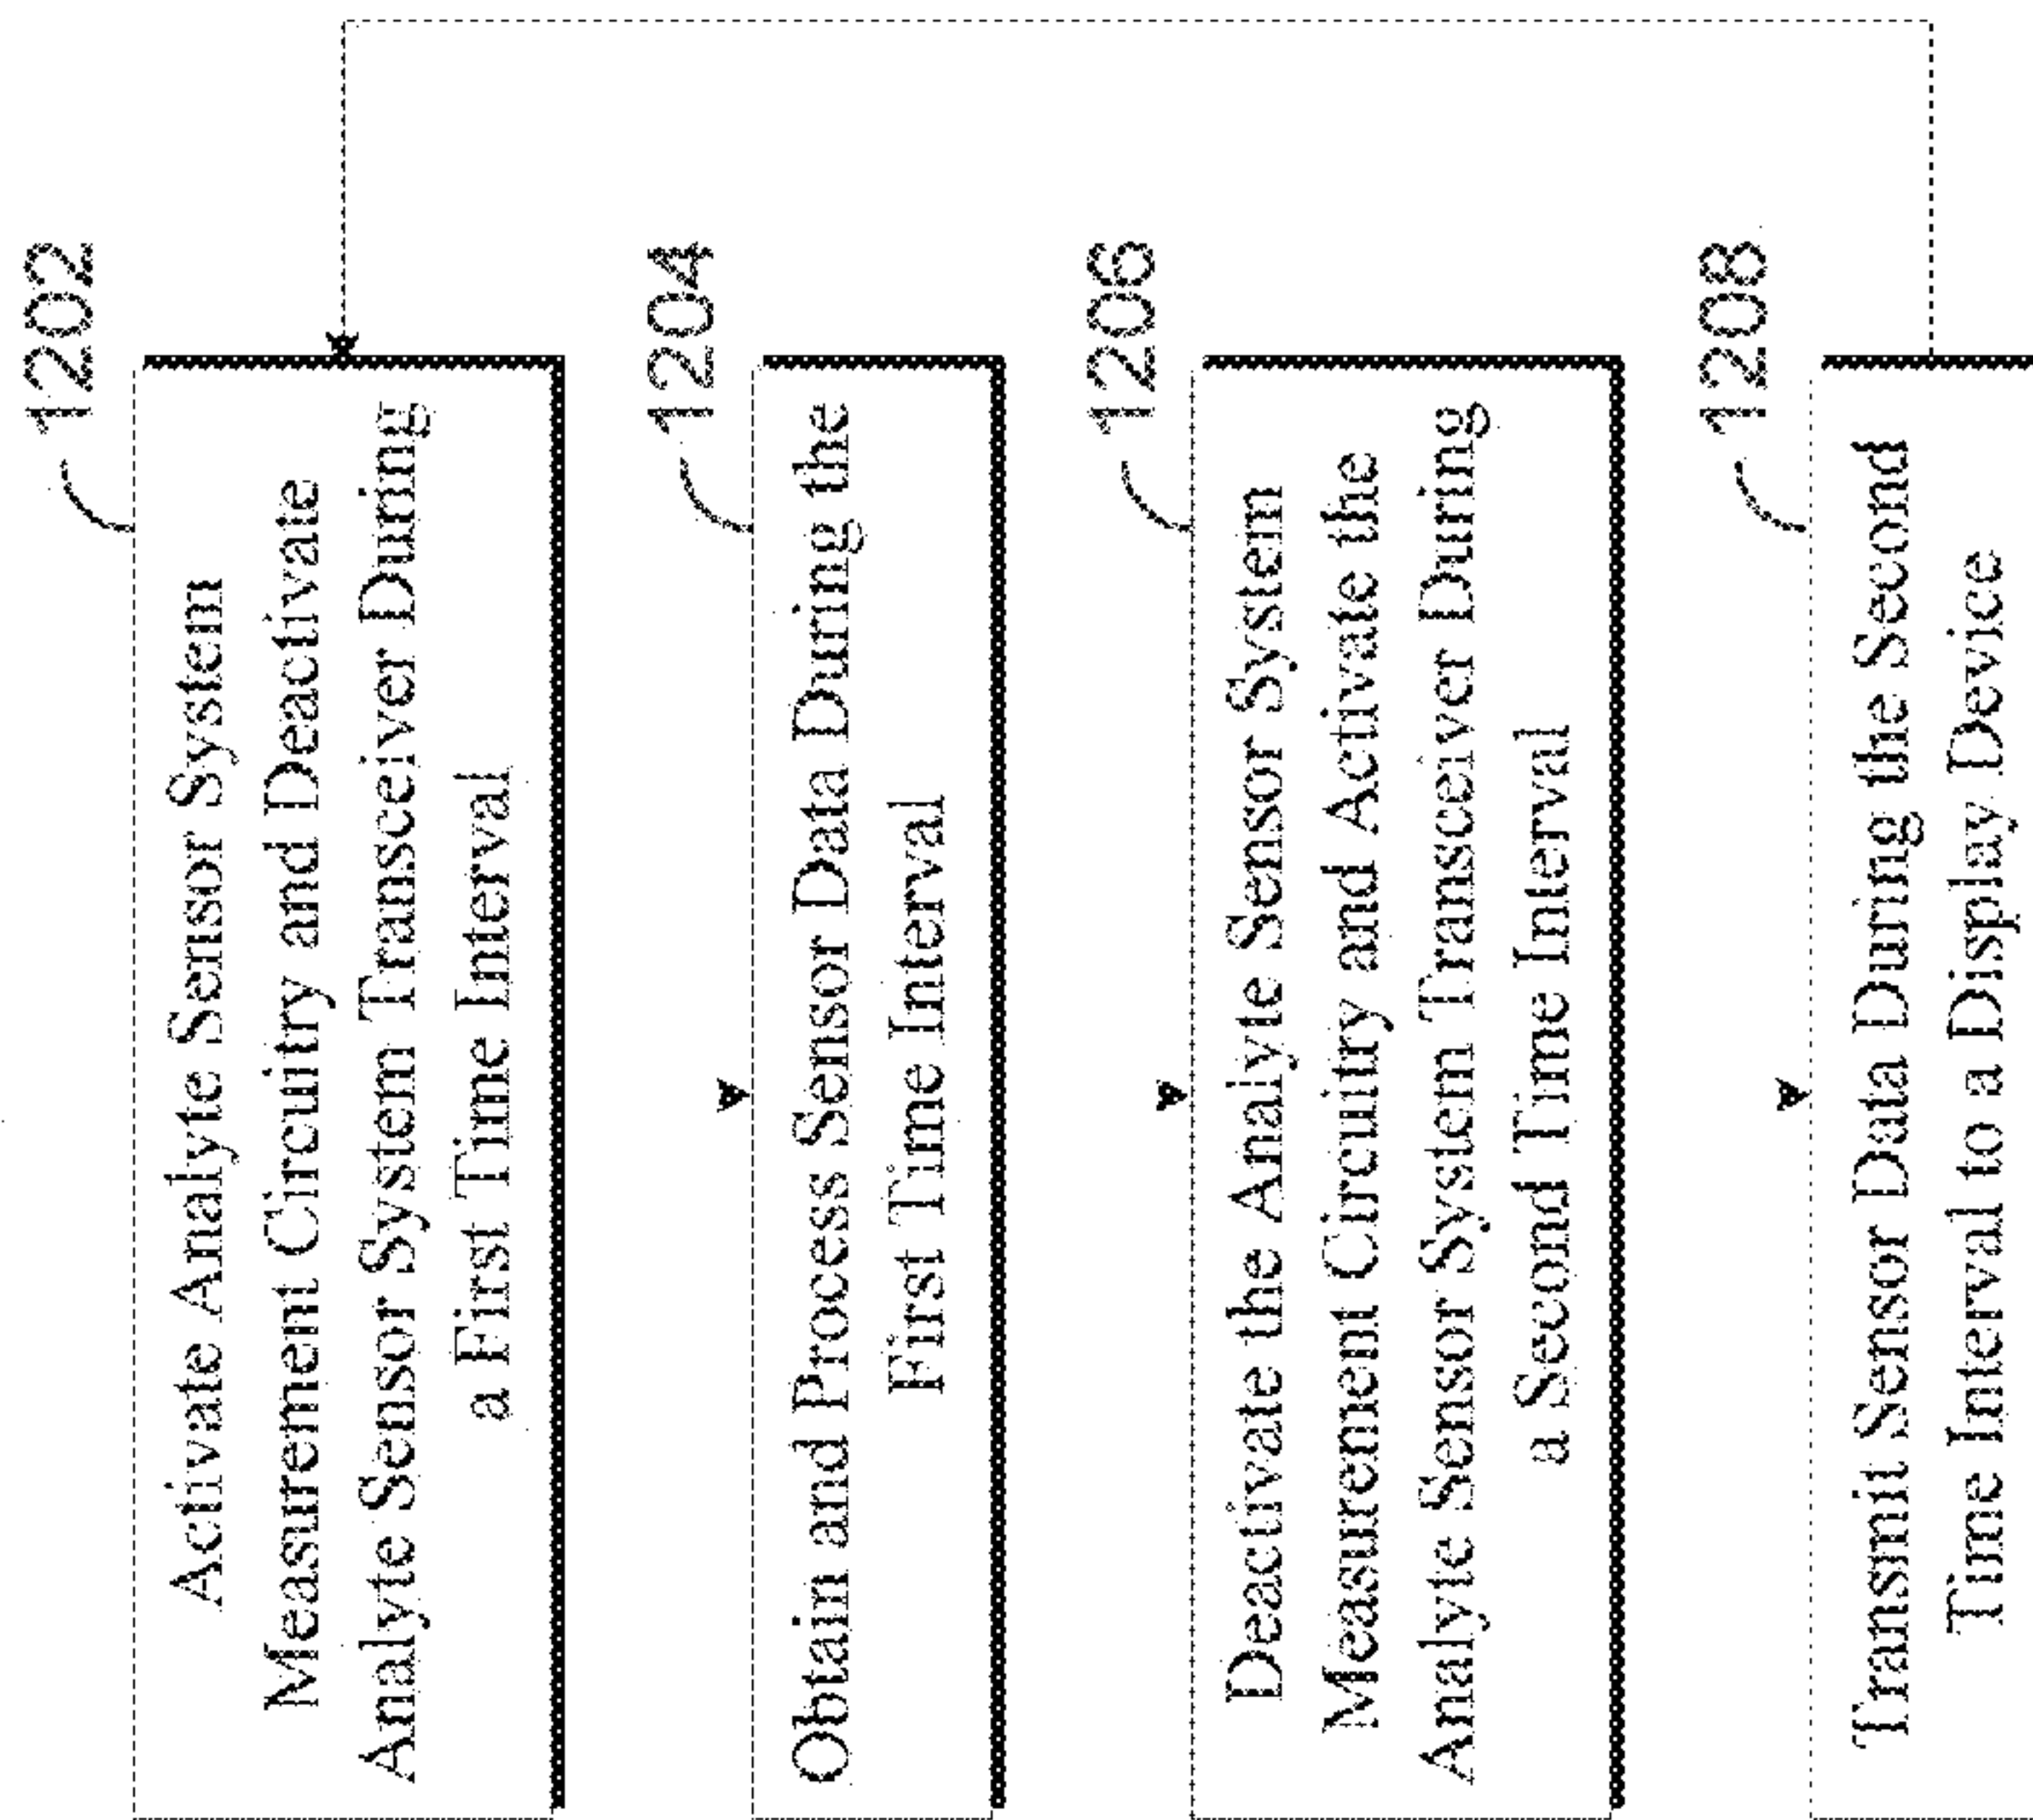 1202
Activate Analyte Sensor System
Measurement Circuitry and Deactivate
Analyte Sensor System Transceiver During
a First Time Interval
1204
Obtain and Process Sensor Data During the
First Time Interval
1206
Deactivate the Analyte Sensor System
Measurement Circuitry and Activate the
Analyte Sensor System Transceiver During
a Second Time Interval
1208
Transmit Sensor Data During the Second
Time Interval to a Display Device